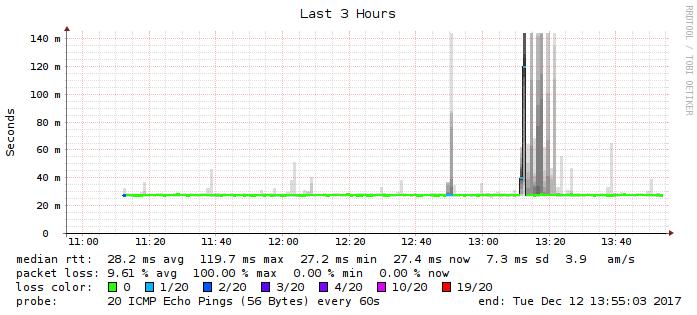 Last 3 Hours
RRDTOOL / TOBI OETIKER
Seconds
140 m
120 m
100 m
80 m
60 m
40 m
20 m
0
11:00 11:20 11:40 12:00 12:20 12:40 13:00 13:20 13:40
median rtt: 28.2 ms avg 119.7 ms max 27.2 ms min 27.4 ms now 7.3 ms sd 3.9 am/s
packet loss: 9.61 % avg 100.00 % max 0.00 % min 0.00 % now
loss color: 0 1/20 2/20 3/20 4/20 10/20 19/20
probe: 20 ICMP Echo Pings (56 Bytes) every 60s end: Tue Dec 12 13:55:03 2017